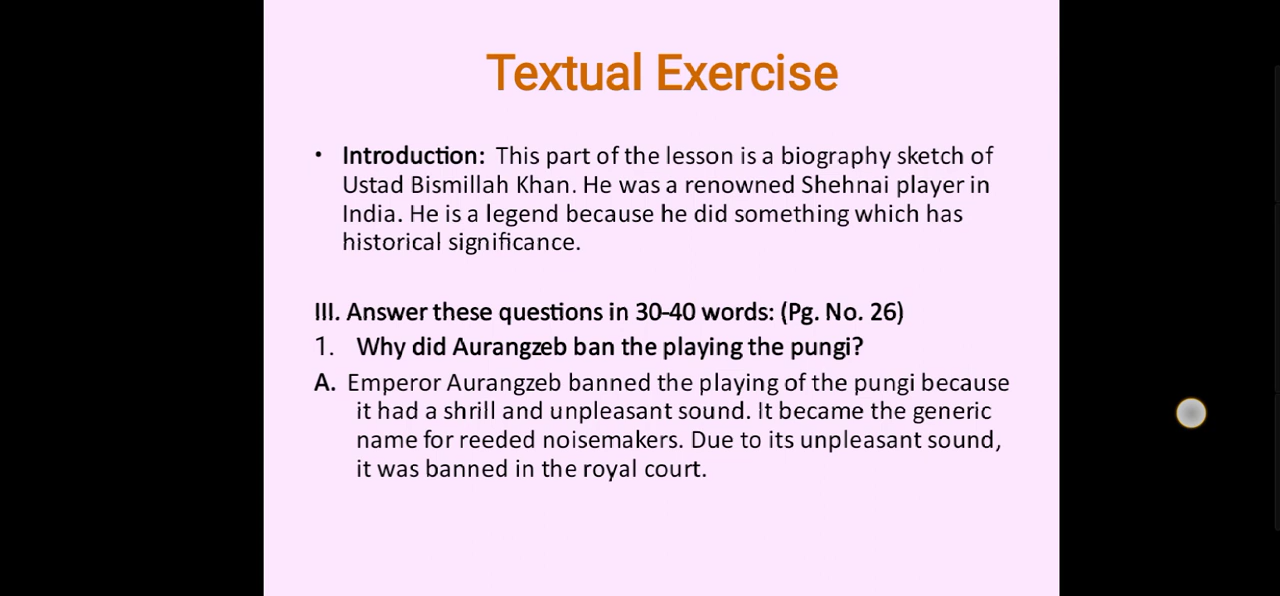 Textual Exercise
• Introduction: This part of the lesson is a biography sketch of
Ustad Bismillah Khan. He was a renowned Shehnai player in
India. He is a legend because he did something which has
historical significance.
III. Answer these questions in 30-40 words: (Pg. No. 26)
1. Why did Aurangzeb ban the playing the pungi?
A. Emperor Aurangzeb banned the playing of the pungi because
it had a shrill and unpleasant sound. It became the generic
name for reeded noisemakers. Due to its unpleasant sound,
it was banned in the royal court.